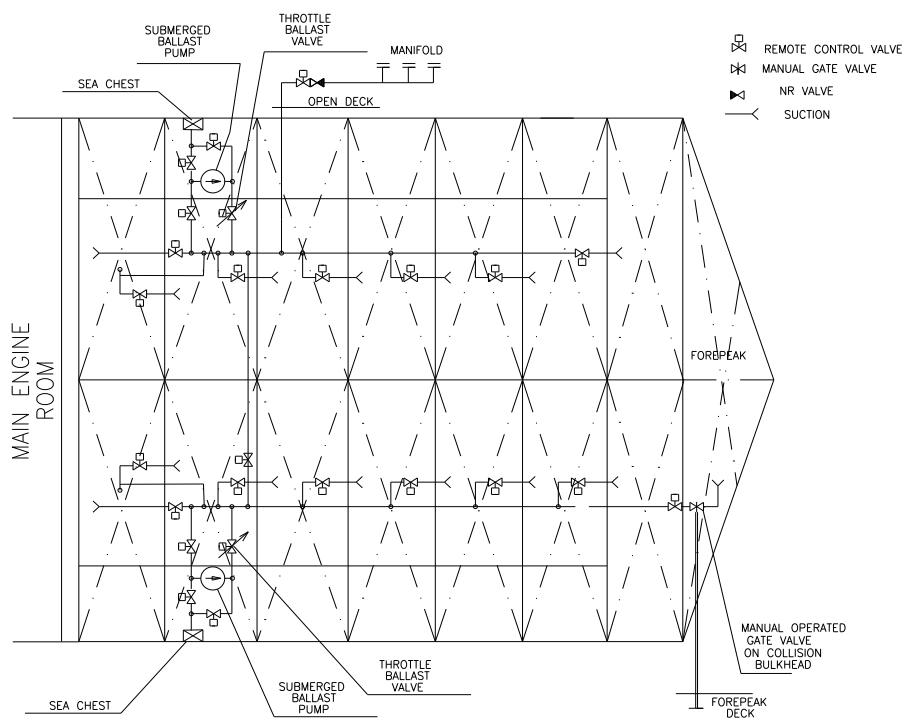 THROTTLE
BALLAST
VALVE
SUBMERGED
BALLAST
PUMP
MANIFOLD
SEA CHEST
OPEN DECK
REMOTE CONTROL VALVE
MANUAL GATE VALVE
NR VALVE
SUCTION
MAIN ENGINE
ROOM
FOREPEAK
MANUAL OPERATED
GATE VALVE
ON COLLISION
BULKHEAD
THROTTLE
BALLAST
VALVE
SUBMERGED
BALLAST
PUMP
SEA CHEST
FOREPEAK
DECK